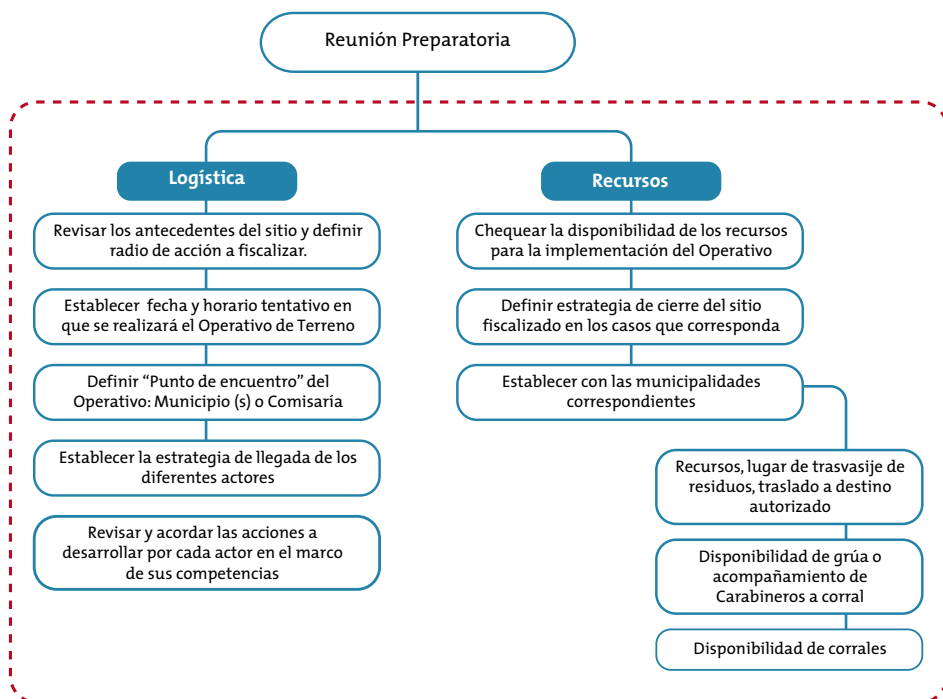 Reunión Preparatoria
Logística
Revisar los antecedentes del sitio y definir
radio de acción a fiscalizar.
Establecer fecha y horario tentativo en
que se realizará el Operativo de Terreno
Definir “Punto de encuentro” del
Operativo: Municipio (s) o Comisaría
Establecer la estrategia de llegada de los
diferentes actores
Revisar y acordar las acciones a
desarrollar por cada actor en el marco
de sus competencias
Recursos
Chequear la disponibilidad de los recursos
para la implementación del Operativo
Definir estrategia de cierre del sitio
fiscalizado en los casos que corresponda
Establecer con las municipalidades
correspondientes
Recursos, lugar de trasvasije de
residuos, traslado a destino
autorizado
Disponibilidad de grúa o
acompañamiento de
Carabineros a corral
Disponibilidad de corrales